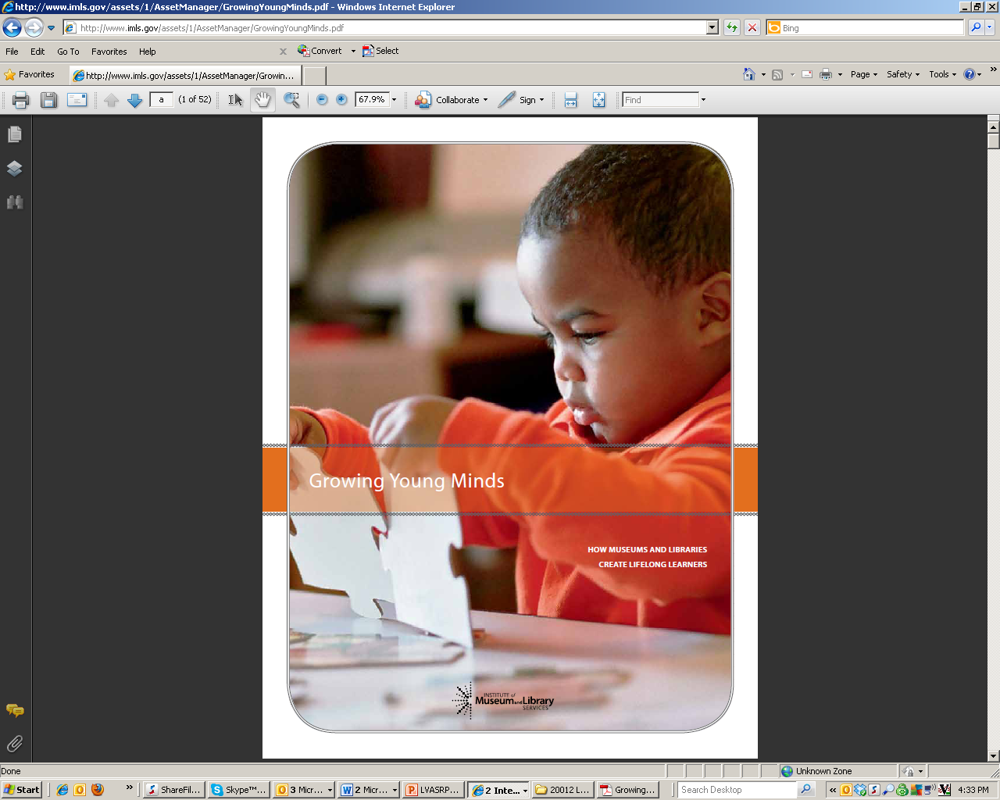 http://www.imls.gov/assets/1/AssetManager/GrowingYoungMinds.pdf - Windows Internet Explorer
http://www.imls.gov/assets/1/AssetManager/GrowingYoungMinds.pdf
Bing
File Edit Go To Favorites Help
Convert Select
Favorites http://www.imls.gov/assets/1/AssetManager/Growin...
Page Safety Tools
a (1 of 52) 67.9% Collaborate Sign Find
Growing Young Minds
HOW MUSEUMS AND LIBRARIES
CREATE LIFELONG LEARNERS
INSTITUTE of
Museum and Library
SERVICES
Done Unknown Zone
Start ShareFil... Skype™... 3 Micr... 2 Micr... LVASRP... 2 Inte... 20012 L... Growing... Search Desktop 4:33 PM